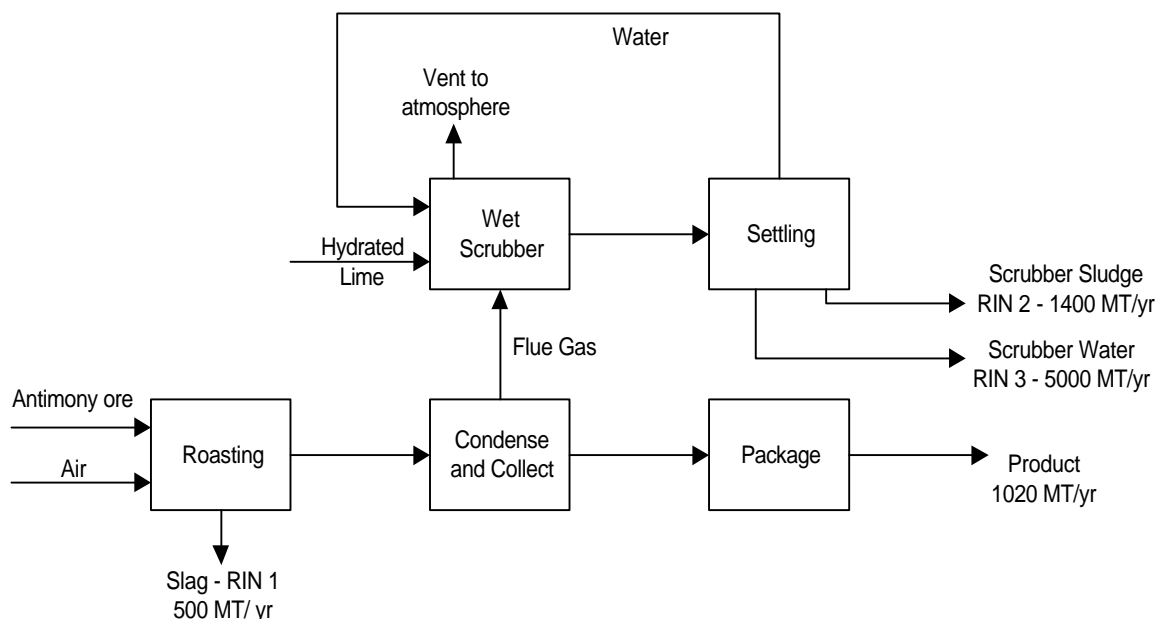 Water
Vent to
atmosphere
Wet
Scrubber
Settling
Hydrated
Lime
Scrubber Sludge
RIN 2 - 1400 MT/yr
Flue Gas
Scrubber Water
RIN 3 - 5000 MT/yr
Antimony ore
Air
Roasting
Condense
and Collect
Package
Product
1020 MT/yr
Slag - RIN 1
500 MT/ yr